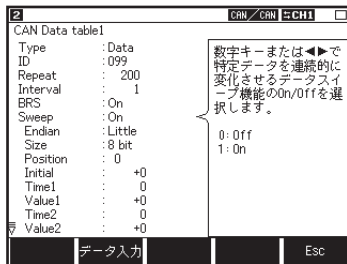 2 CAN/CAN CH1
CAN Data table1
Type :Data
ID :099
Repeat : 200
Interval : 1
BRS :On
Sweep :On
Endian :Little
Size :8 bit
Position : 0
Initial : +0
Time1 : 0
Value1 : +0
Time2 : 0
Value2 : +0
数字キーまたは◀▶で
特定データを連続的に
変化させるデータスイ
ープ機能のOn/Offを選
択します。
0:Off
1:On
データ入力 Esc